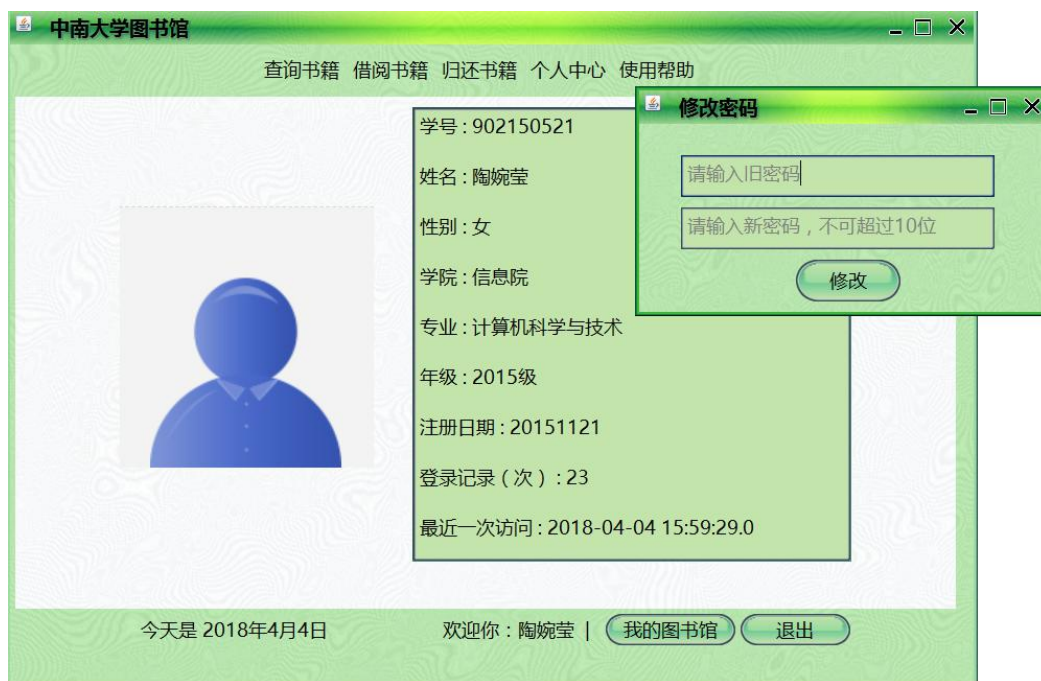 中南大学图书馆
查询书籍 借阅书籍 归还书籍 个人中心 使用帮助
学号 : 902150521
姓名 : 陶婉莹
性别 : 女
学院 : 信息院
专业 : 计算机科学与技术
年级 : 2015级
注册日期 : 20151121
登录记录（次）: 23
最近一次访问 : 2018-04-04 15:59:29.0
修改密码
请输入旧密码
请输入新密码，不可超过10位
修改
今天是 2018年4月4日 欢迎你：陶婉莹 | 我的图书馆 退出